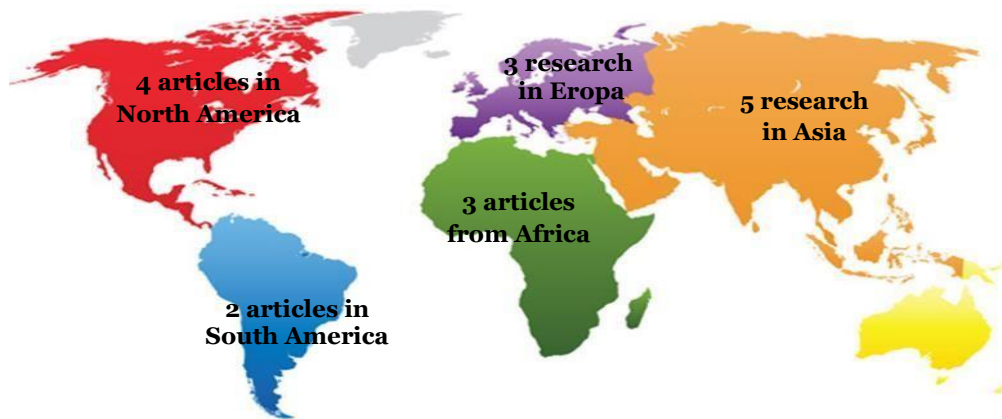 4 articles in
North America
3 research
in Eropa
5 research
in Asia
3 articles
from Africa
2 articles in
South America